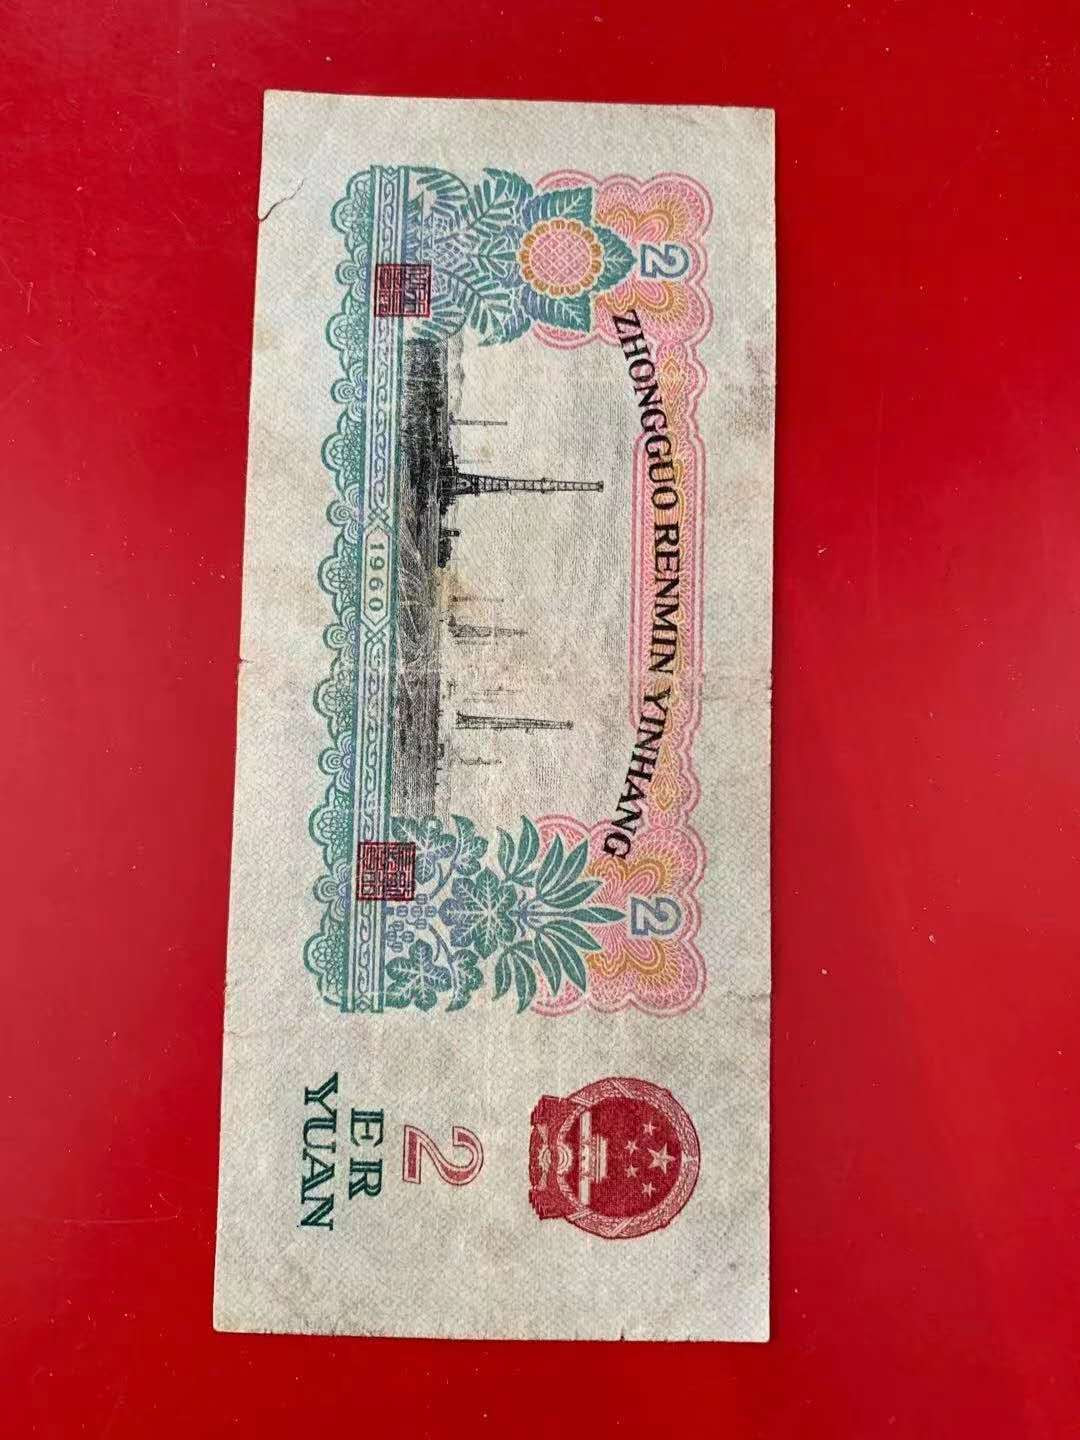 2
2
ZHONGGUO RENMIN YINHANG
2
ER
YUAN
1960